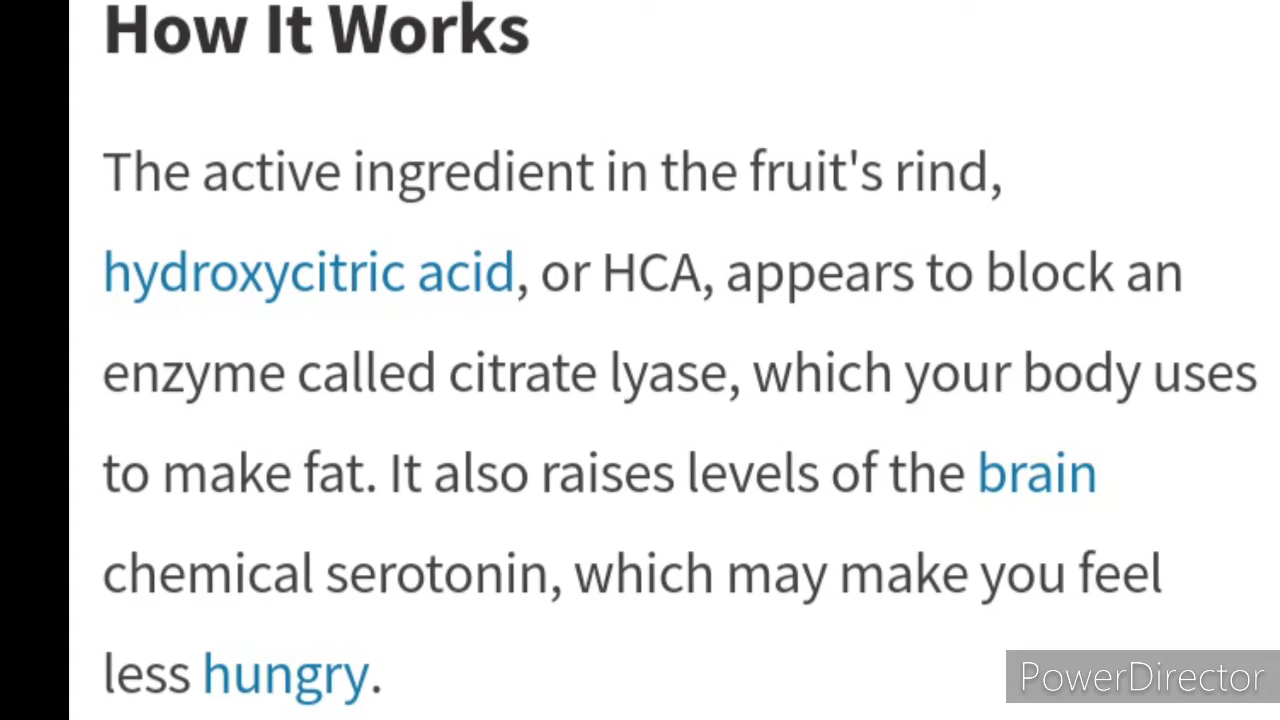 How It Works
The active ingredient in the fruit's rind,
hydroxycitric acid, or HCA, appears to block an
enzyme called citrate lyase, which your body uses
to make fat. It also raises levels of the brain
chemical serotonin, which may make you feel
less hungry.
PowerDirector